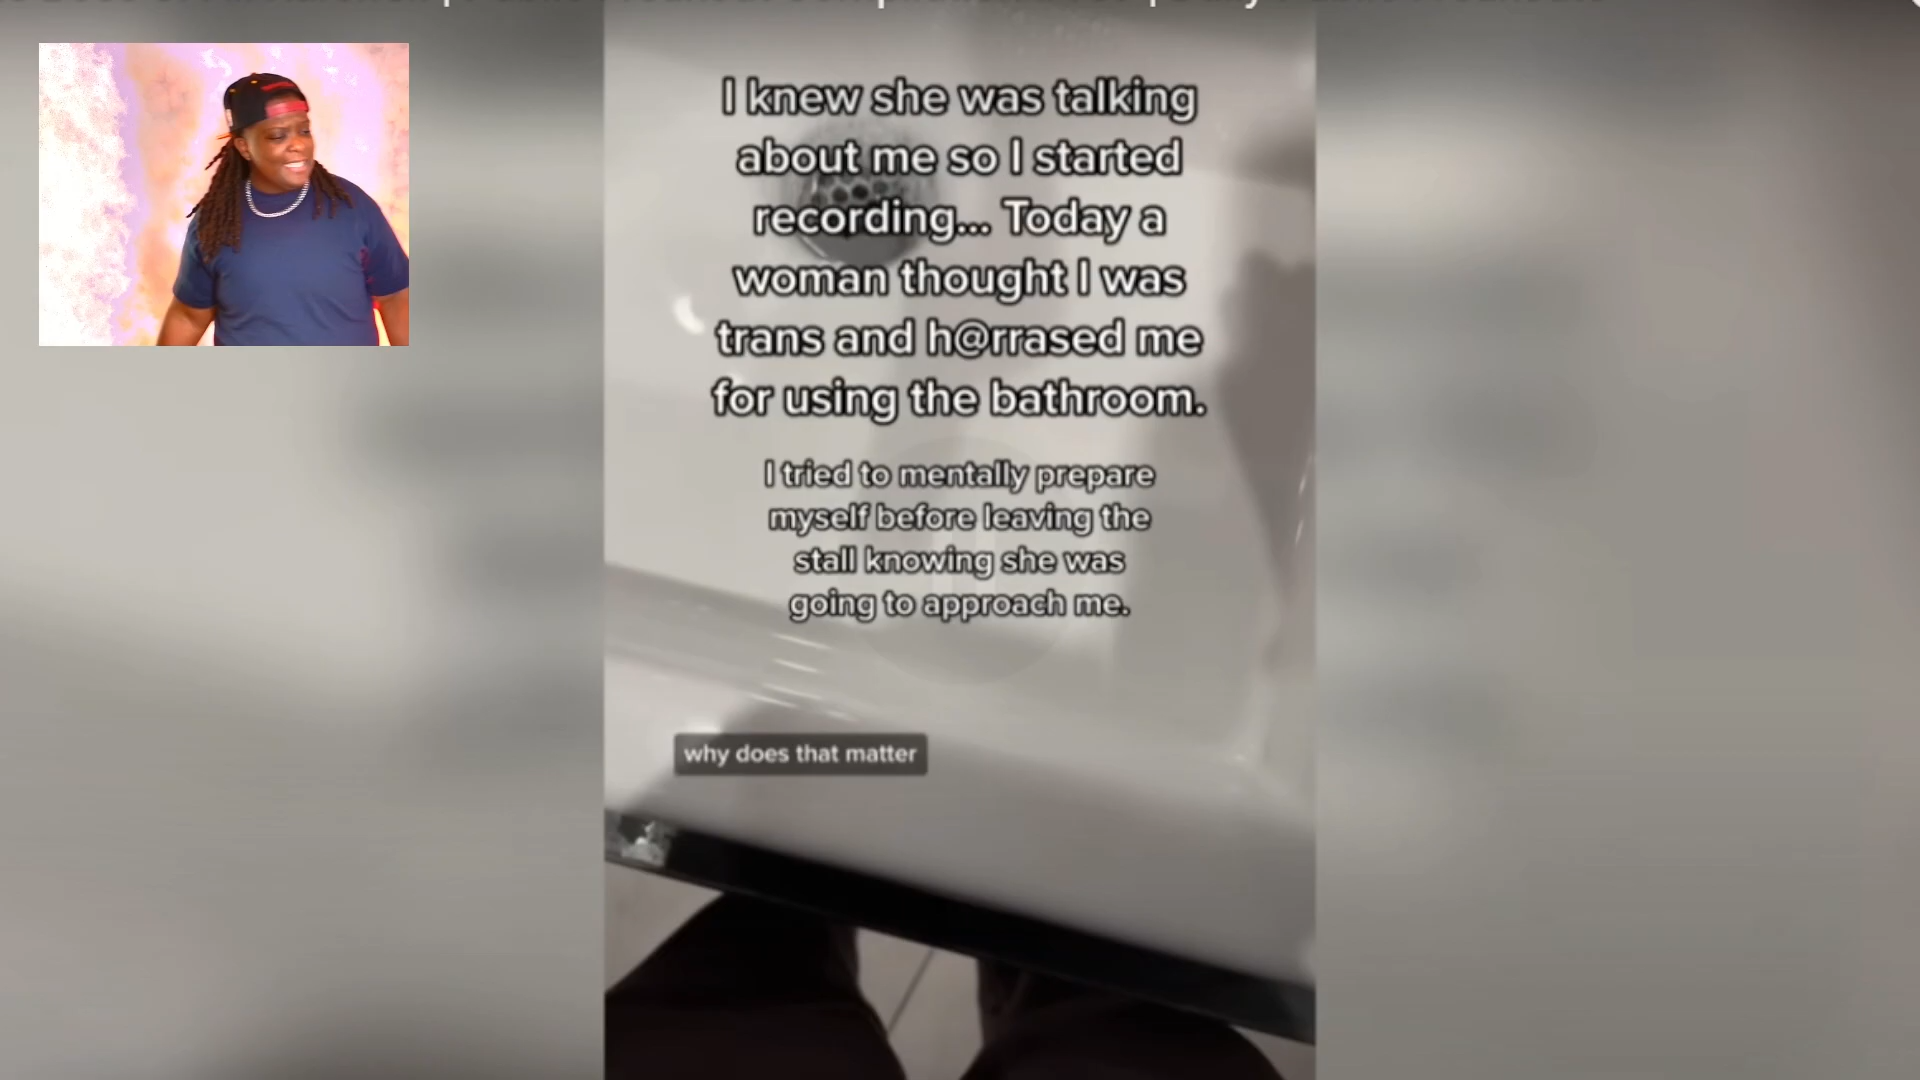 I knew she was talking
about me so I started
recording... Today a
woman thought I was
trans and h@rrased me
for using the bathroom.
I tried to mentally prepare
myself before leaving the
stall knowing she was
going to approach me.
why does that matter